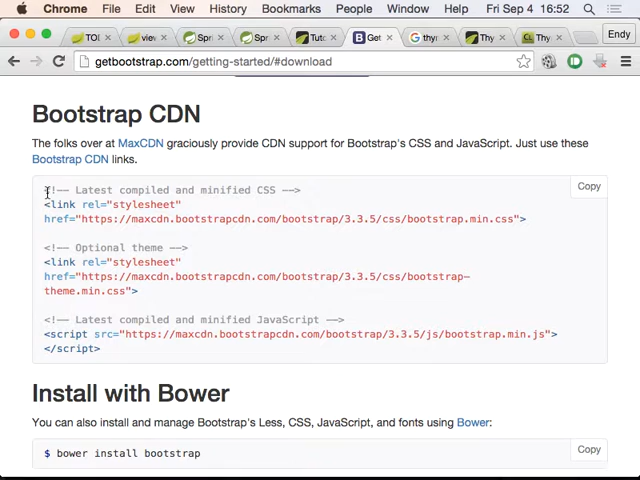 Chrome File Edit View History Bookmarks People Window Help Fri Sep 4 16:52
TOI view Spri Spri Tuto Get thyr Thy Cl Thy Endy
getbootstrap.com/getting-started/#download
Bootstrap CDN
The folks over at MaxCDN graciously provide CDN support for Bootstrap's CSS and JavaScript. Just use these
Bootstrap CDN links.
Copy
<!-- Latest compiled and minified CSS -->
<link rel="stylesheet"
href="https://maxcdn.bootstrapcdn.com/bootstrap/3.3.5/css/bootstrap.min.css">
<!-- Optional theme -->
<link rel="stylesheet"
href="https://maxcdn.bootstrapcdn.com/bootstrap/3.3.5/css/bootstrap-
theme.min.css">
<!-- Latest compiled and minified JavaScript -->
<script src="https://maxcdn.bootstrapcdn.com/bootstrap/3.3.5/js/bootstrap.min.js">
</script>
Install with Bower
You can also install and manage Bootstrap's Less, CSS, JavaScript, and fonts using Bower:
Copy
$ bower install bootstrap